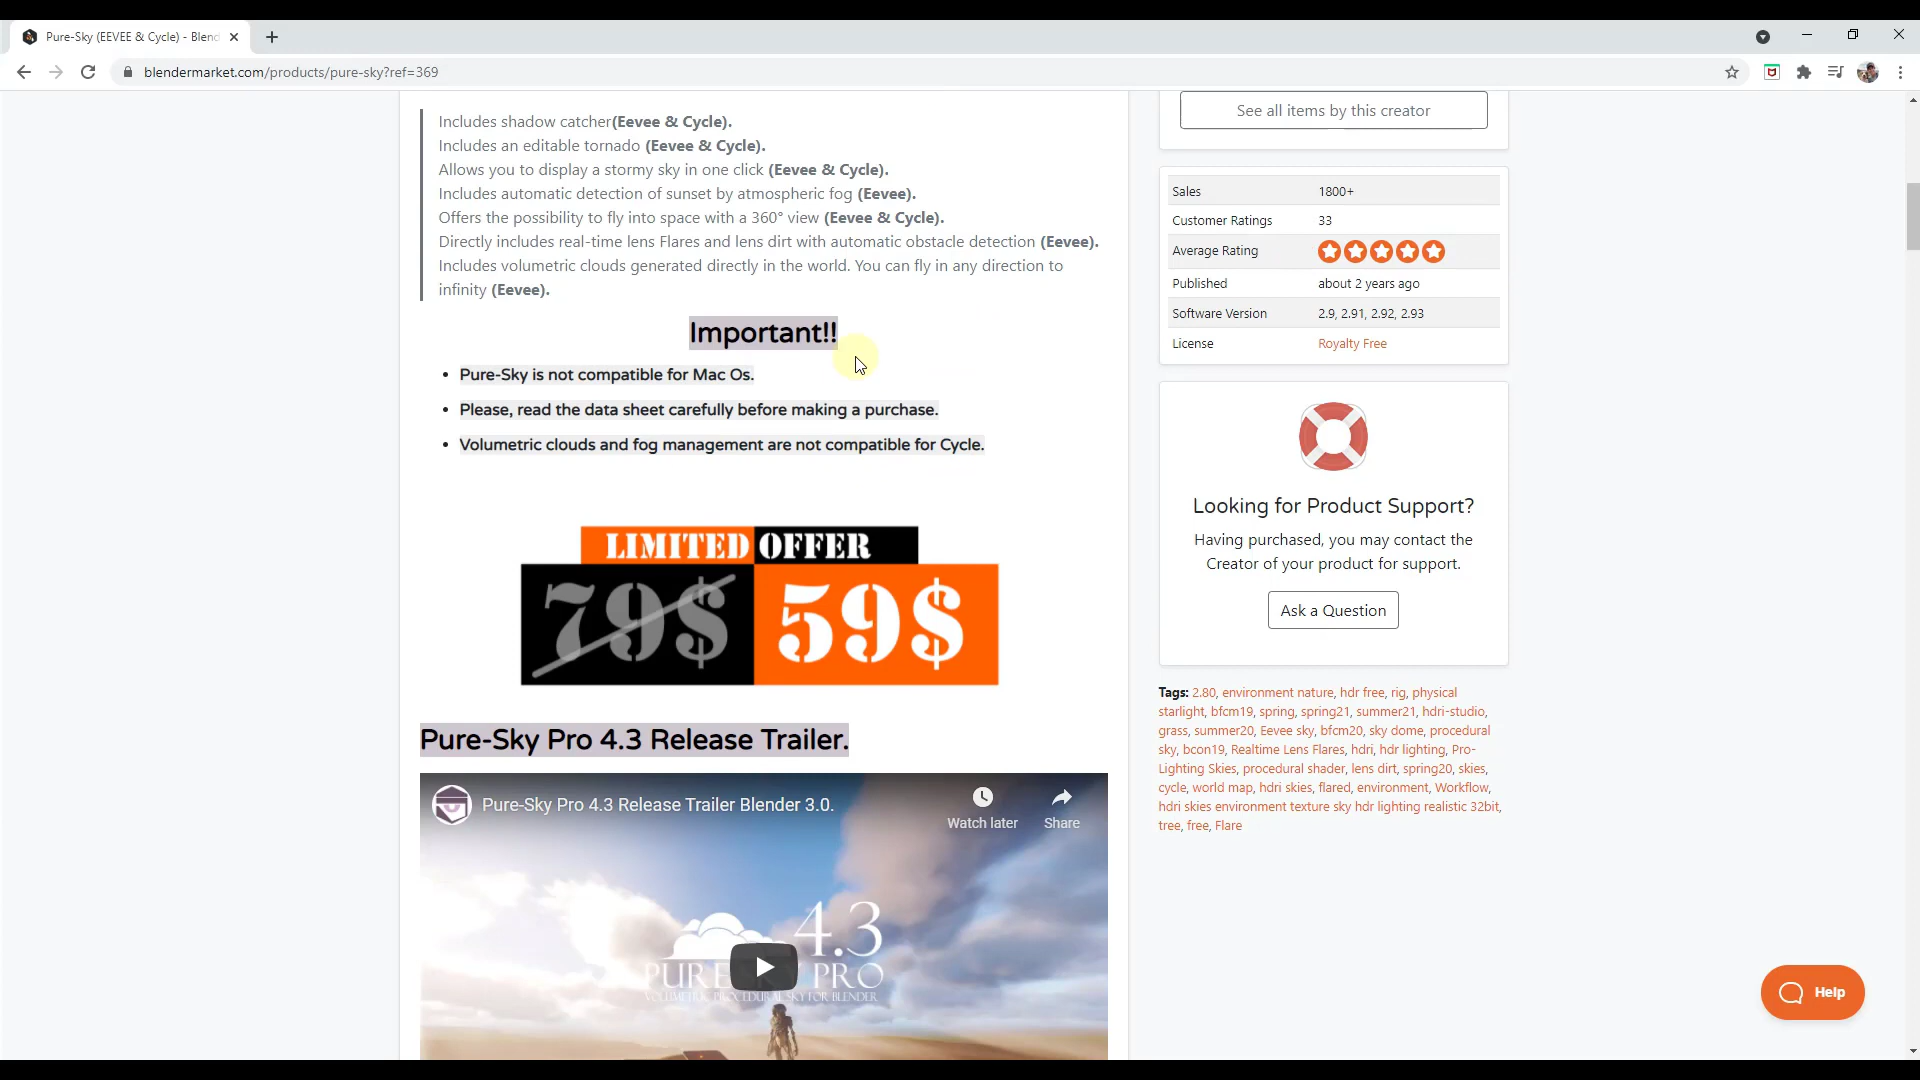 Pure-Sky (EEVEE & Cycle) - Blend
blendermarket.com/products/pure-sky?ref=369
Includes shadow catcher(Eevee & Cycle).
Includes an editable tornado (Eevee & Cycle).
Allows you to display a stormy sky in one click (Eevee & Cycle).
Includes automatic detection of sunset by atmospheric fog (Eevee).
Offers the possibility to fly into space with a 360° view (Eevee & Cycle).
Directly includes real-time lens Flares and lens dirt with automatic obstacle detection (Eevee).
Includes volumetric clouds generated directly in the world. You can fly in any direction to
infinity (Eevee).
Important!!
• Pure-Sky is not compatible for Mac Os.
• Please, read the data sheet carefully before making a purchase.
• Volumetric clouds and fog management are not compatible for Cycle.
LIMITED OFFER
79$ 59$
Pure-Sky Pro 4.3 Release Trailer.
Pure-Sky Pro 4.3 Release Trailer Blender 3.0.
Watch later
Share
4.3
PURE SKY PRO
VOLUMETRIC PROCEDURAL SKY FOR BLENDER
See all items by this creator
Sales 1800+
Customer Ratings 33
Average Rating
Published about 2 years ago
Software Version 2.9, 2.91, 2.92, 2.93
License Royalty Free
Looking for Product Support?
Having purchased, you may contact the
Creator of your product for support.
Ask a Question
Tags: 2.80, environment nature, hdr free, rig, physical
starlight, bfcm19, spring, spring21, summer21, hdri-studio,
grass, summer20, Eevee sky, bfcm20, sky dome, procedural
sky, bcon19, Realtime Lens Flares, hdri, hdr lighting, Pro-
Lighting Skies, procedural shader, lens dirt, spring20, skies,
cycle, world map, hdri skies, flared, environment, Workflow,
hdri skies environment texture sky hdr lighting realistic 32bit,
tree, free, Flare
Help